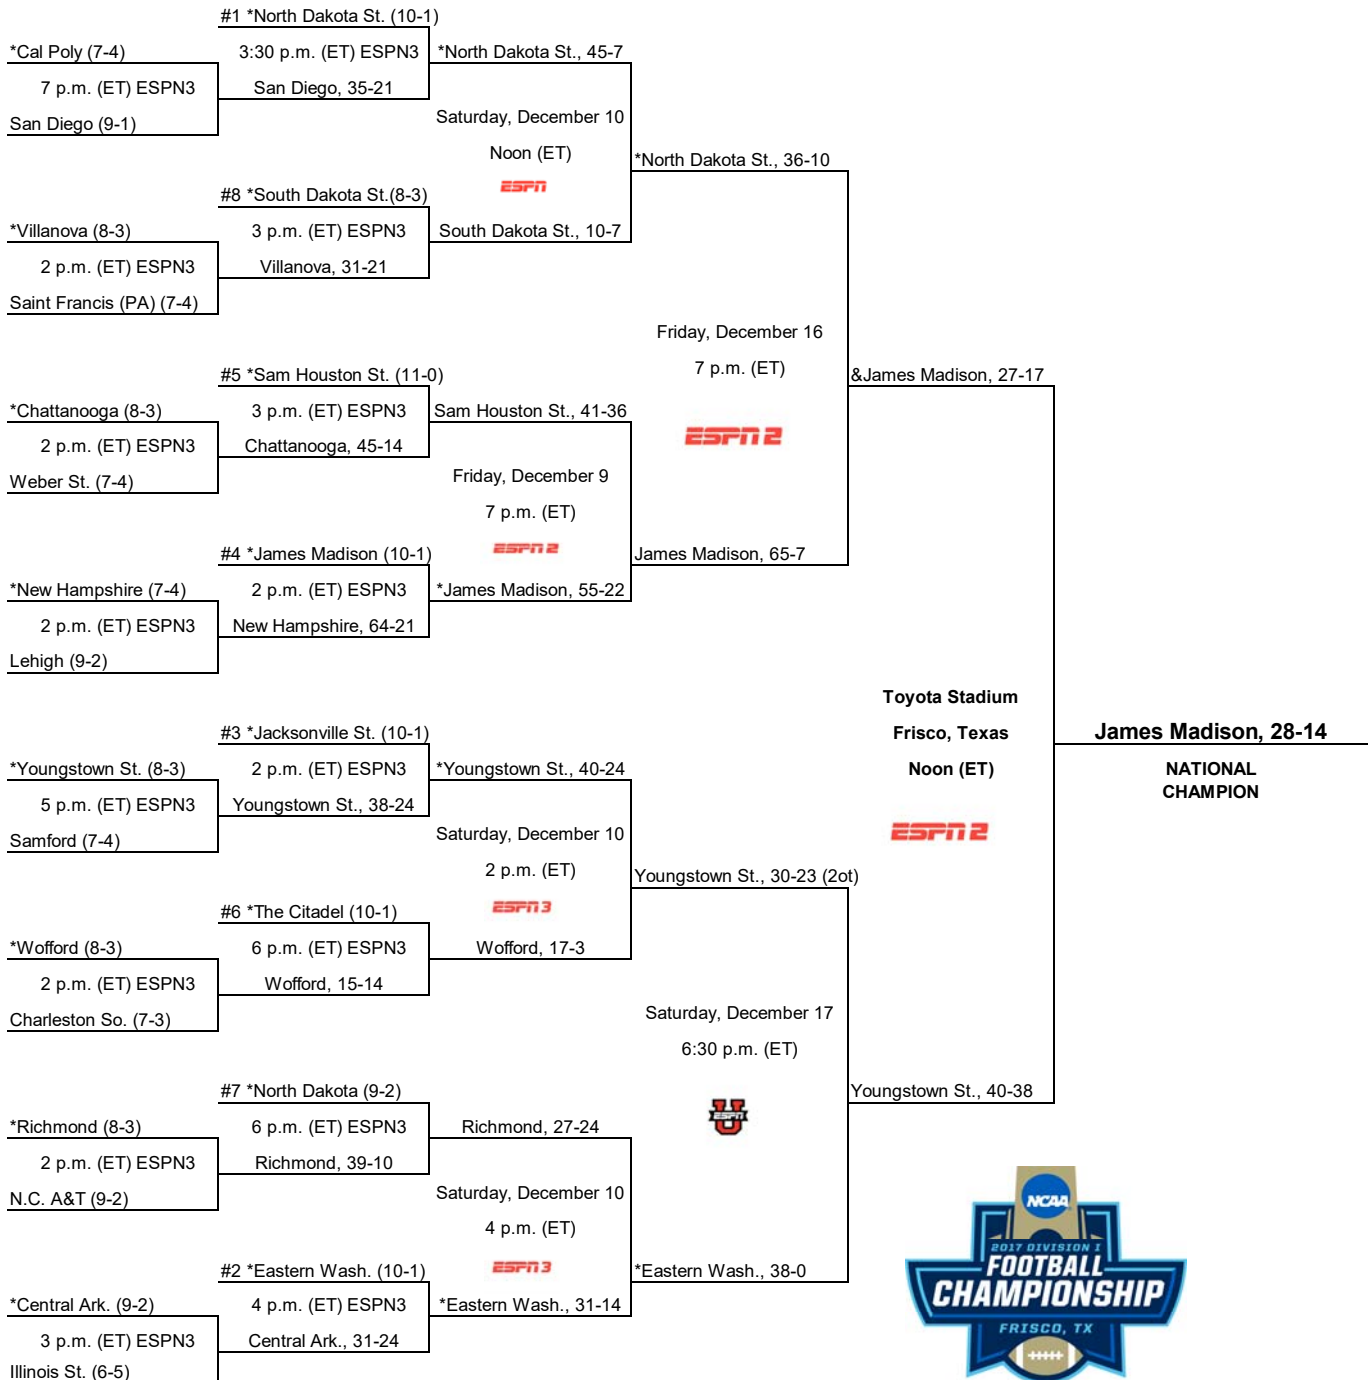 #1 *North Dakota St. (10-1)
*Cal Poly (7-4)
3:30 p.m. (ET) ESPN3
*North Dakota St., 45-7
7 p.m. (ET) ESPN3
San Diego, 35-21
San Diego (9-1)
Saturday, December 10
Noon (ET)
*North Dakota St., 36-10
ESPN
#8 *South Dakota St.(8-3)
*Villanova (8-3)
3 p.m. (ET) ESPN3
South Dakota St., 10-7
2 p.m. (ET) ESPN3
Villanova, 31-21
Saint Francis (PA) (7-4)
Friday, December 16
7 p.m. (ET)
&James Madison, 27-17
#5 *Sam Houston St. (11-0)
*Chattanooga (8-3)
3 p.m. (ET) ESPN3
Sam Houston St., 41-36
ESPN 2
2 p.m. (ET) ESPN3
Chattanooga, 45-14
Weber St. (7-4)
Friday, December 9
7 p.m. (ET)
ESPN 2
#4 *James Madison (10-1)
James Madison, 65-7
*New Hampshire (7-4)
2 p.m. (ET) ESPN3
*James Madison, 55-22
2 p.m. (ET) ESPN3
New Hampshire, 64-21
Lehigh (9-2)
Toyota Stadium
Frisco, Texas
Noon (ET)
ESPN 2
James Madison, 28-14
NATIONAL
CHAMPION
#3 *Jacksonville St. (10-1)
*Youngstown St. (8-3)
2 p.m. (ET) ESPN3
*Youngstown St., 40-24
5 p.m. (ET) ESPN3
Youngstown St., 38-24
Samford (7-4)
Saturday, December 10
2 p.m. (ET)
Youngstown St., 30-23 (2ot)
ESPN 3
#6 *The Citadel (10-1)
*Wofford (8-3)
6 p.m. (ET) ESPN3
Wofford, 17-3
2 p.m. (ET) ESPN3
Wofford, 15-14
Charleston So. (7-3)
Saturday, December 17
6:30 p.m. (ET)
U
ESPN
Youngstown St., 40-38
#7 *North Dakota (9-2)
*Richmond (8-3)
6 p.m. (ET) ESPN3
Richmond, 27-24
2 p.m. (ET) ESPN3
Richmond, 39-10
N.C. A&T (9-2)
Saturday, December 10
4 p.m. (ET)
ESPN 3
#2 *Eastern Wash. (10-1)
*Eastern Wash., 38-0
*Central Ark. (9-2)
4 p.m. (ET) ESPN3
*Eastern Wash., 31-14
3 p.m. (ET) ESPN3
Central Ark., 31-24
Illinois St. (6-5)
NCAA
2017 DIVISION I
FOOTBALL
CHAMPIONSHIP
FRISCO, TX